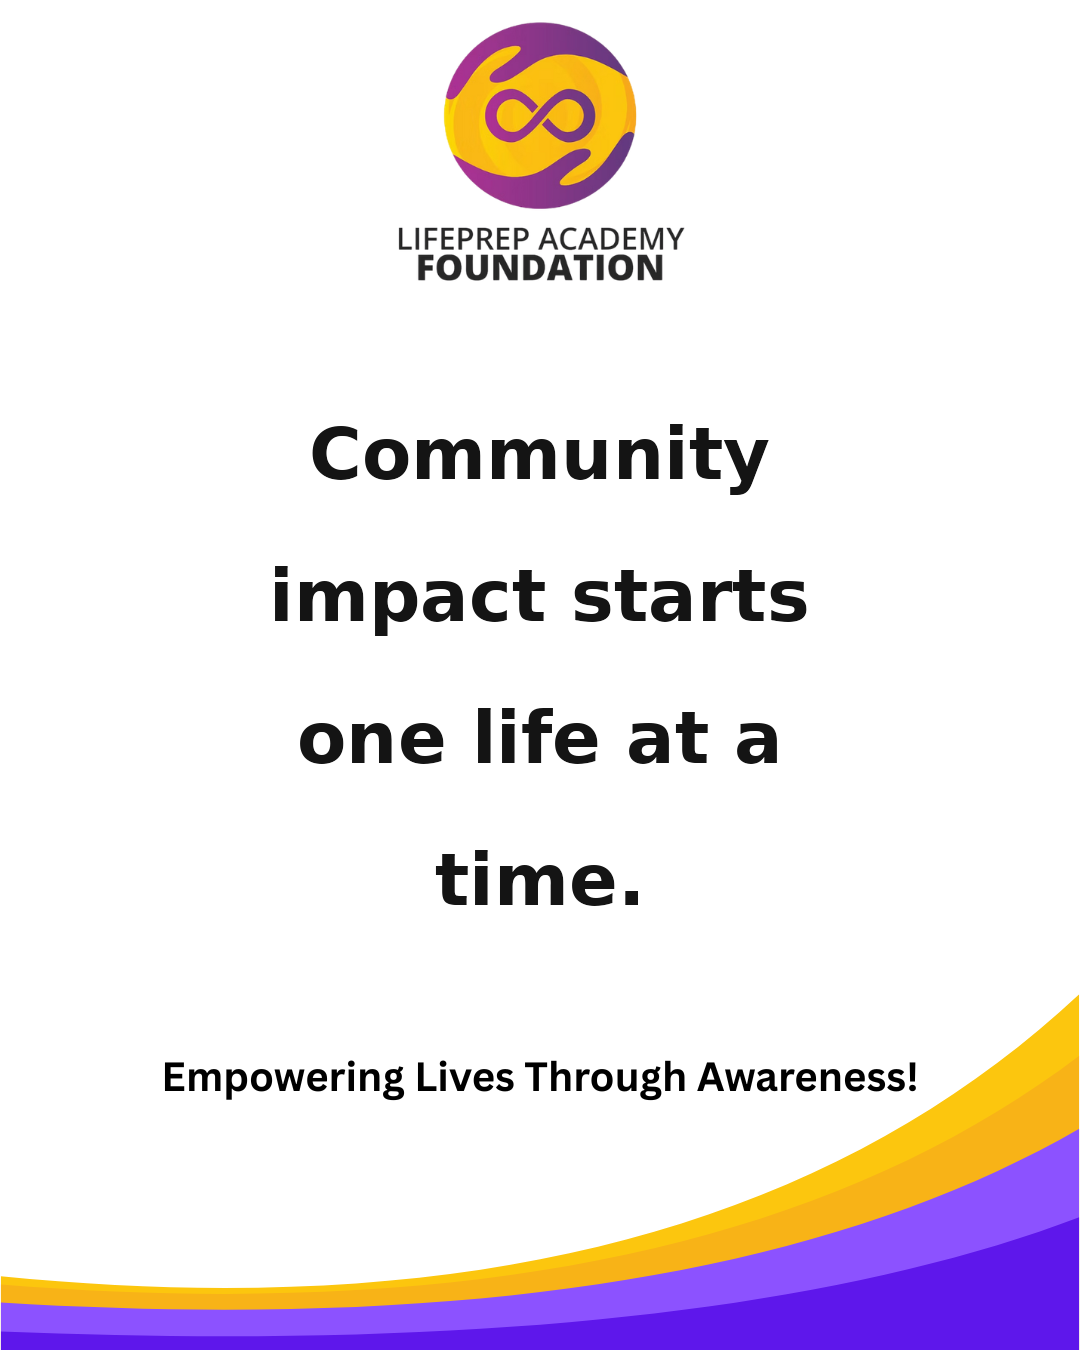 LIFEPREP ACADEMY
FOUNDATION
Community
impact starts
one life at a
time.
Empowering Lives Through Awareness!